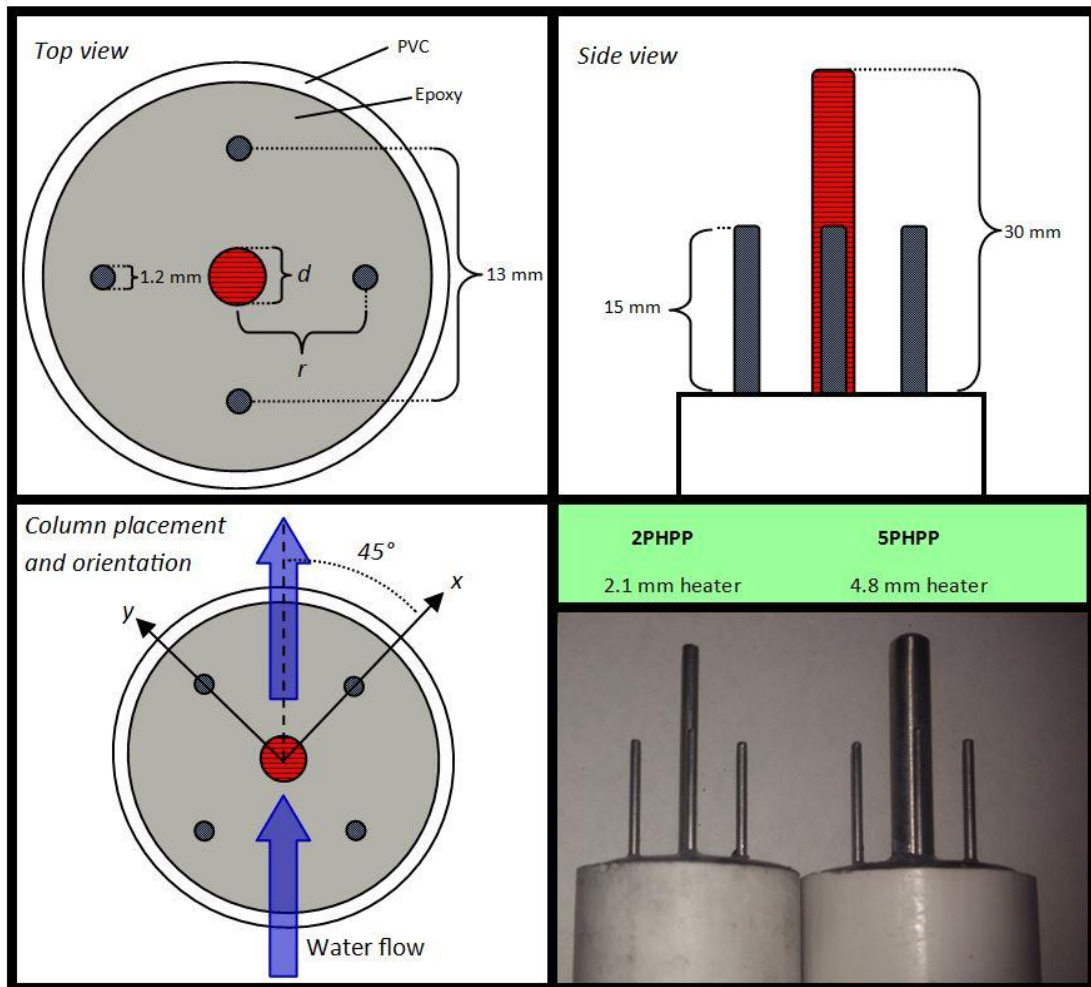 Top view
PVC
Epoxy
1.2 mm
d
13 mm
r
Side view
30 mm
15 mm
Column placement
and orientation
45°
x
y
Water flow
2PHPP 5PHPP
2.1 mm heater 4.8 mm heater